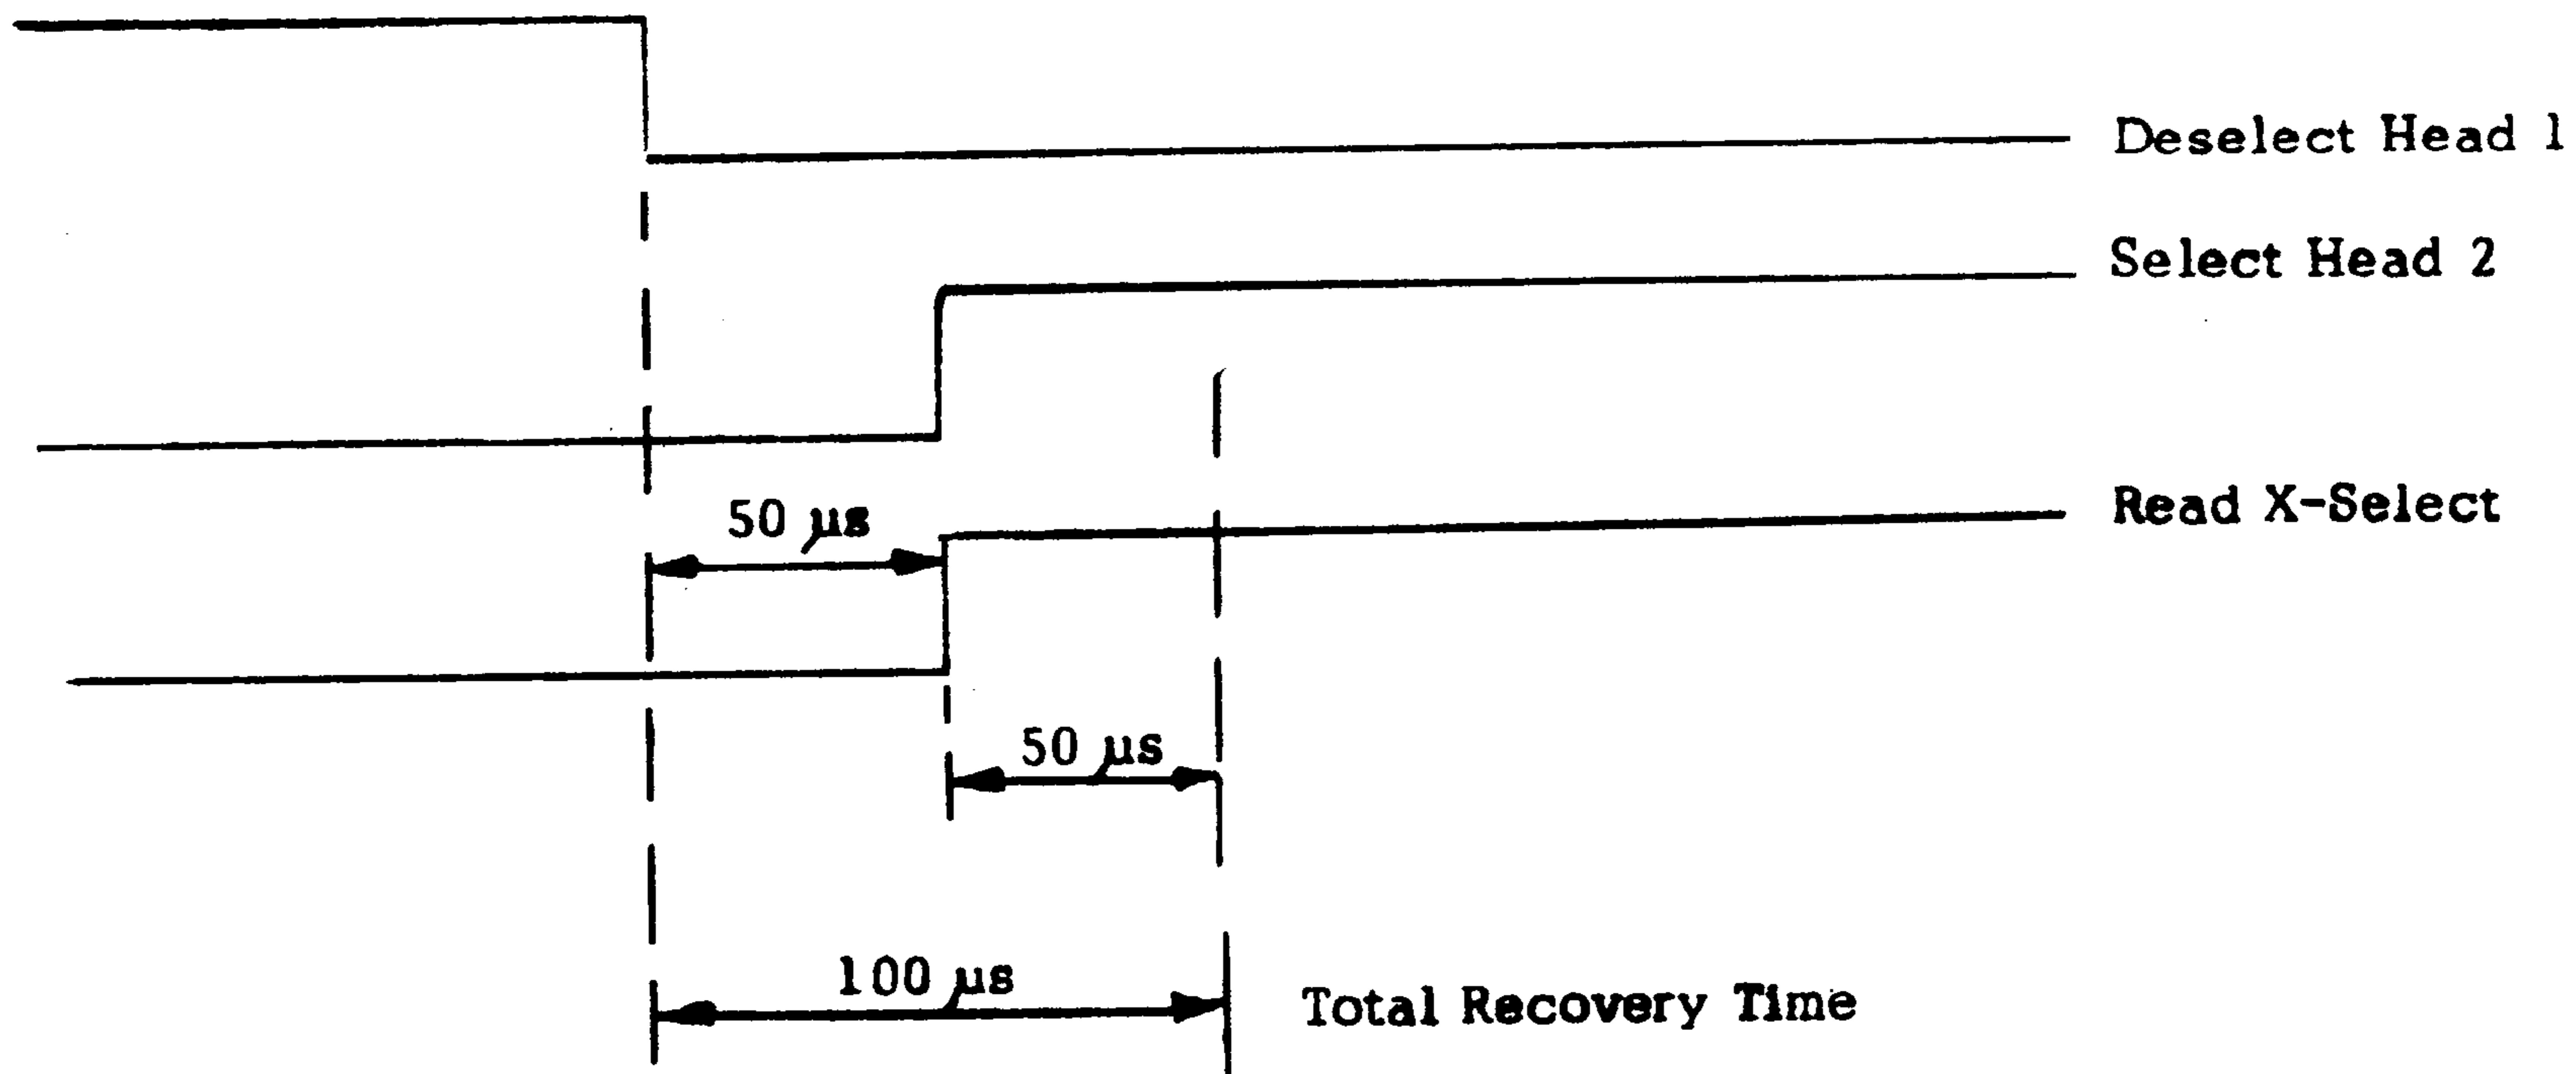 Deselect Head 1
Select Head 2
50 µs
Read X-Select
50 µs
100 µs
Total Recovery Time